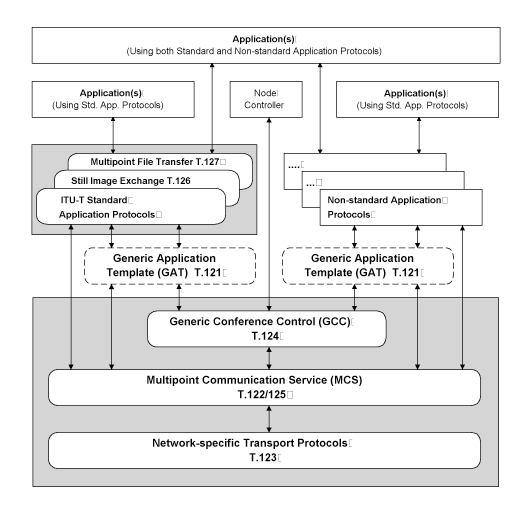 Application(s)
(Using both Standard and Non-standard Application Protocols)
Application(s)
(Using Std. App. Protocols)
Node
Controller
Application(s)
(Using Std. App. Protocols)
Multipoint File Transfer T.127
Still Image Exchange T.126
ITU-T Standard
Application Protocols
....
...
Non-standard Application
Protocols
Generic Application
Template (GAT) T.121
Generic Application
Template (GAT) T.121
Generic Conference Control (GCC)
T.124
Multipoint Communication Service (MCS)
T.122/125
Network-specific Transport Protocols
T.123